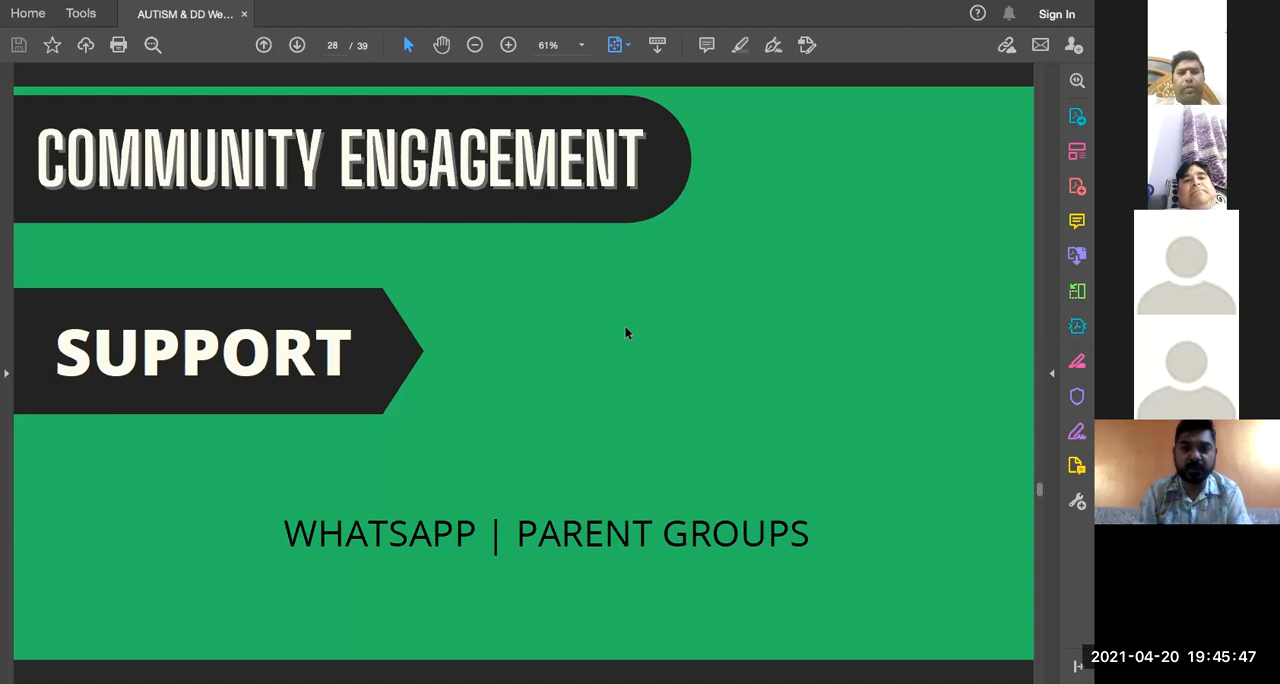 Home Tools AUTISM & DD We... × Sign In
28 / 39 61%
COMMUNITY ENGAGEMENT
SUPPORT
WHATSAPP | PARENT GROUPS
2021-04-20 19:45:47